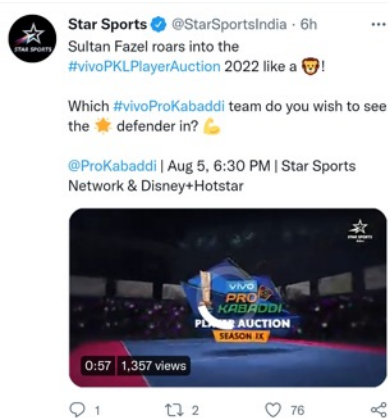 Star Sports @StarSportsIndia · 6h
STAR SPORTS
Sultan Fazel roars into the
#vivoPKLPlayerAuction 2022 like a 🦁!
Which #vivoProKabaddi team do you wish to see
the 🌟 defender in? 💪
@ProKabaddi | Aug 5, 6:30 PM | Star Sports
Network & Disney+Hotstar
STAR SPORTS
vivo
PRO
KABADDI
PLAYER AUCTION
SEASON IX
0:57 1,357 views
1 2 76